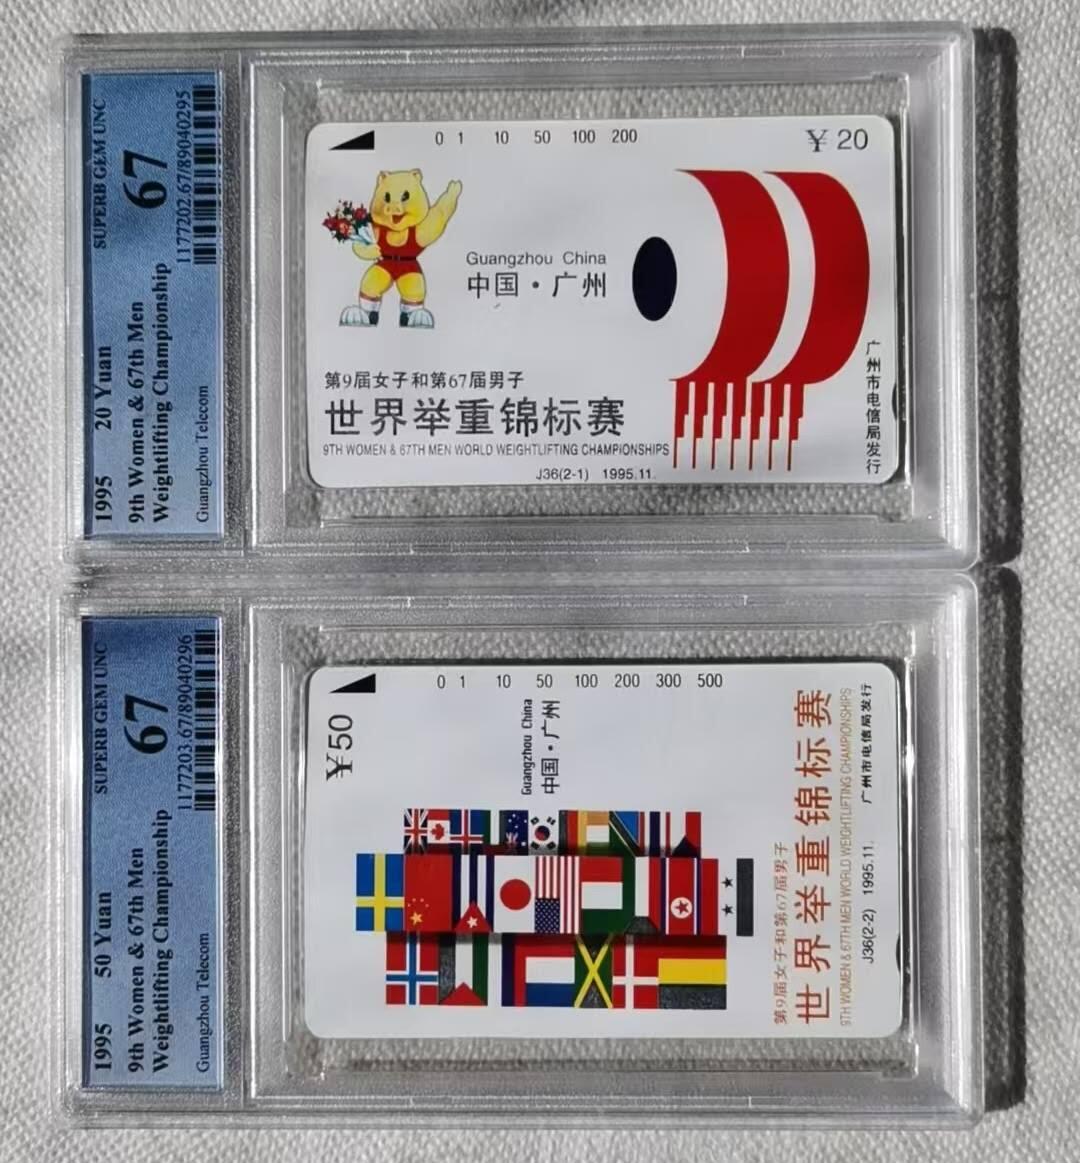 1995 20 Yuan SUPERB GEM UNC
9th Women & 67th Men 67
Weightlifting Championship
1177202.67/89040295
Guangzhou Telecom
0 1 10 50 100 200
￥20
Guangzhou China
中国·广州
第9届女子和第67届男子
世界举重锦标赛
9TH WOMEN & 67TH MEN WORLD WEIGHTLIFTING CHAMPIONSHIPS
J36(2-1) 1995.11.
广州市电信局发行
1995 50 Yuan SUPERB GEM UNC
9th Women & 67th Men 67
Weightlifting Championship
1177203.67/89040296
Guangzhou Telecom
0 1 10 50 100 200 300 500
￥50
Guangzhou China
中国·广州
第9届女子和第67届男子
世界举重锦标赛
9TH WOMEN & 67TH MEN WORLD WEIGHTLIFTING CHAMPIONSHIPS
J36(2-2) 1995.11. 广州市电信局发行